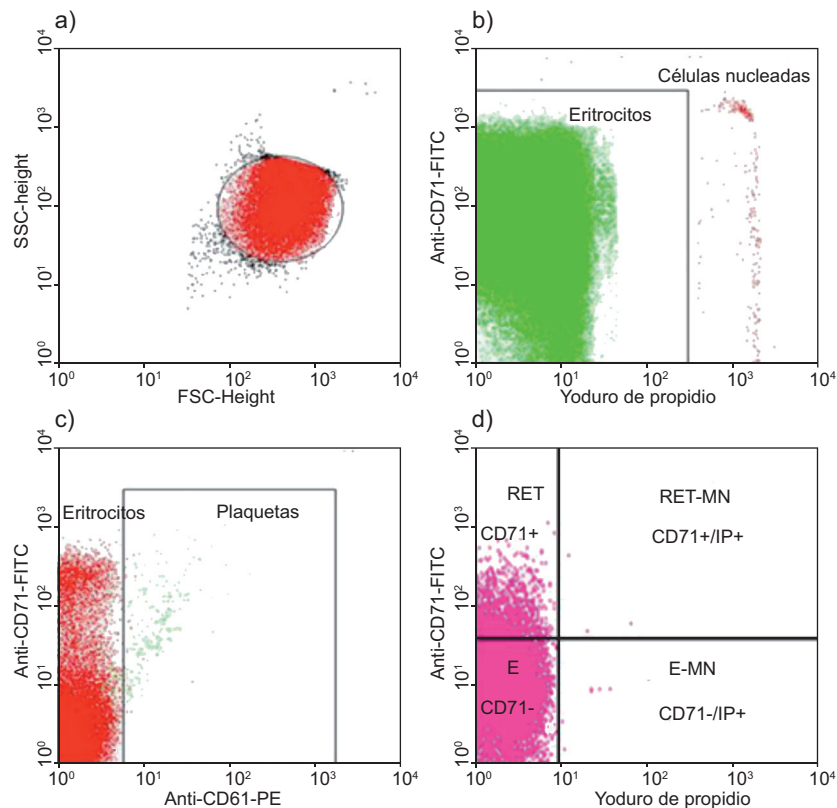 a)
SSC-height
10⁴
10³
10²
10¹
10⁰
10⁰ 10¹ 10² 10³ 10⁴
FSC-Height
b)
Células nucleadas
Eritrocitos
Anti-CD71-FITC
10⁴
10³
10²
10¹
10⁰
10⁰ 10¹ 10² 10³ 10⁴
Yoduro de propidio
c)
Eritrocitos
Plaquetas
Anti-CD71-FITC
10⁴
10³
10²
10¹
10⁰
10⁰ 10¹ 10² 10³ 10⁴
Anti-CD61-PE
d)
RET
CD71+
RET-MN
CD71+/IP+
E
CD71-
E-MN
CD71-/IP+
Anti-CD71-FITC
10⁴
10³
10²
10¹
10⁰
10⁰ 10¹ 10² 10³ 10⁴
Yoduro de propidio